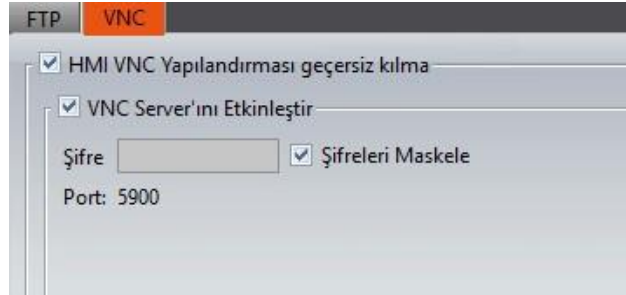 FTP VNC
HMI VNC Yapılandırması geçersiz kılma
VNC Server'ını Etkinleştir
Şifre Şifreleri Maskele
Port: 5900